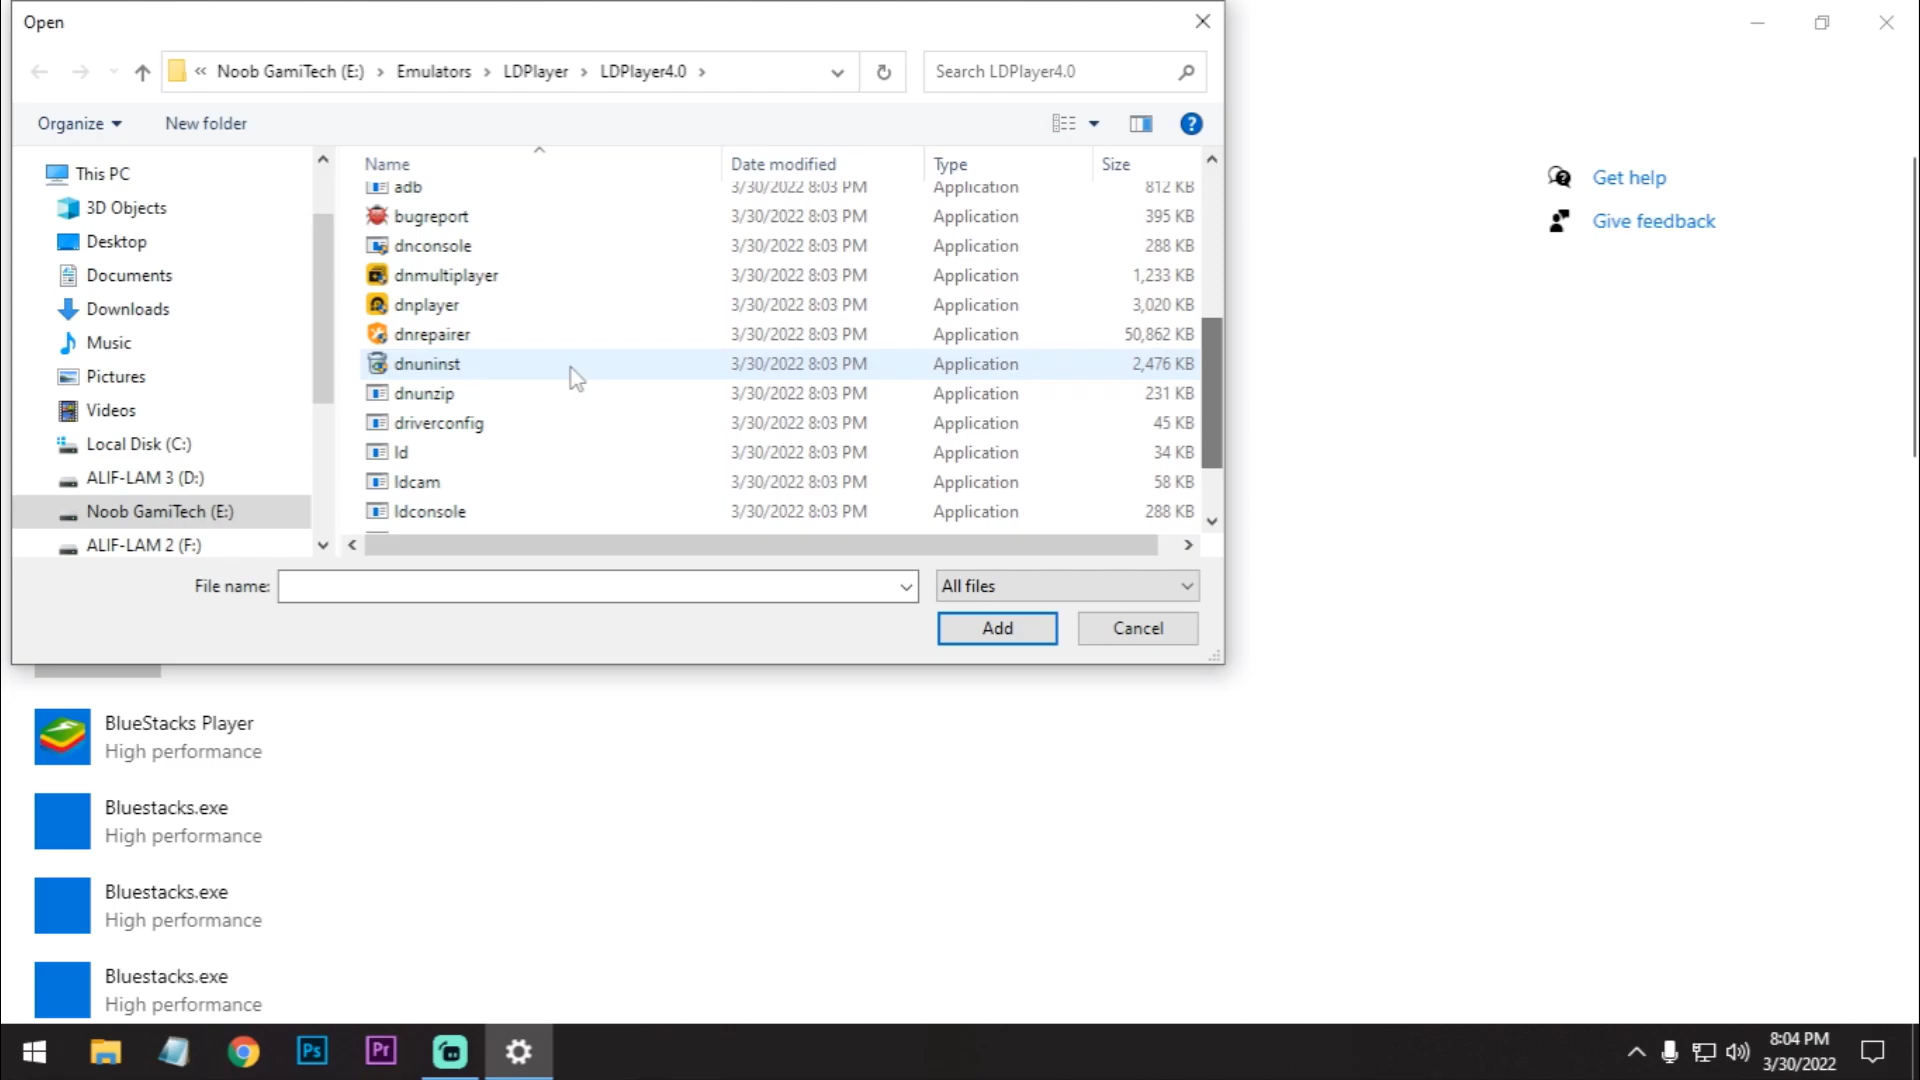 Open
« Noob GamiTech (E:) › Emulators › LDPlayer › LDPlayer4.0 ›
Search LDPlayer4.0
Organize
New folder
?
Name
Date modified
Type
Size
This PC
3D Objects
Desktop
Documents
Downloads
Music
Pictures
Videos
Local Disk (C:)
ALIF-LAM 3 (D:)
Noob GamiTech (E:)
ALIF-LAM 2 (F:)
adb 3/30/2022 8:03 PM Application 812 KB
bugreport 3/30/2022 8:03 PM Application 395 KB
dnconsole 3/30/2022 8:03 PM Application 288 KB
dnmultiplayer 3/30/2022 8:03 PM Application 1,233 KB
dnplayer 3/30/2022 8:03 PM Application 3,020 KB
dnrepairer 3/30/2022 8:03 PM Application 50,862 KB
dnuninst 3/30/2022 8:03 PM Application 2,476 KB
dnunzip 3/30/2022 8:03 PM Application 231 KB
driverconfig 3/30/2022 8:03 PM Application 45 KB
ld 3/30/2022 8:03 PM Application 34 KB
ldcam 3/30/2022 8:03 PM Application 58 KB
ldconsole 3/30/2022 8:03 PM Application 288 KB
File name:
All files
Add
Cancel
Get help
Give feedback
BlueStacks Player
High performance
Bluestacks.exe
High performance
Bluestacks.exe
High performance
Bluestacks.exe
High performance
Ps
Pr
8:04 PM
3/30/2022